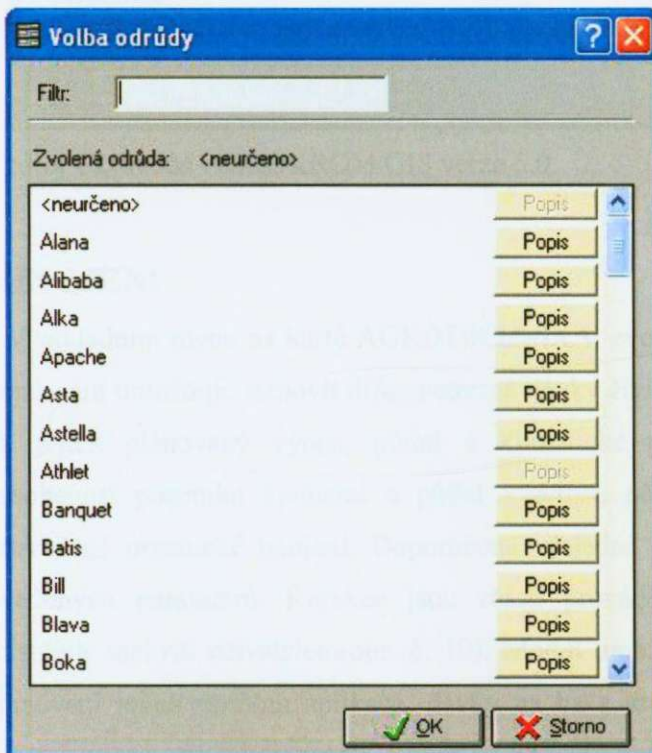 Volba odrůdy
Filtr:
Zvolená odrůda: <neurčeno>
<neurčeno> Popis
Alana Popis
Alibaba Popis
Alka Popis
Apache Popis
Asta Popis
Astella Popis
Athlet Popis
Banquet Popis
Batis Popis
Bill Popis
Blava Popis
Boka Popis
OK Storno